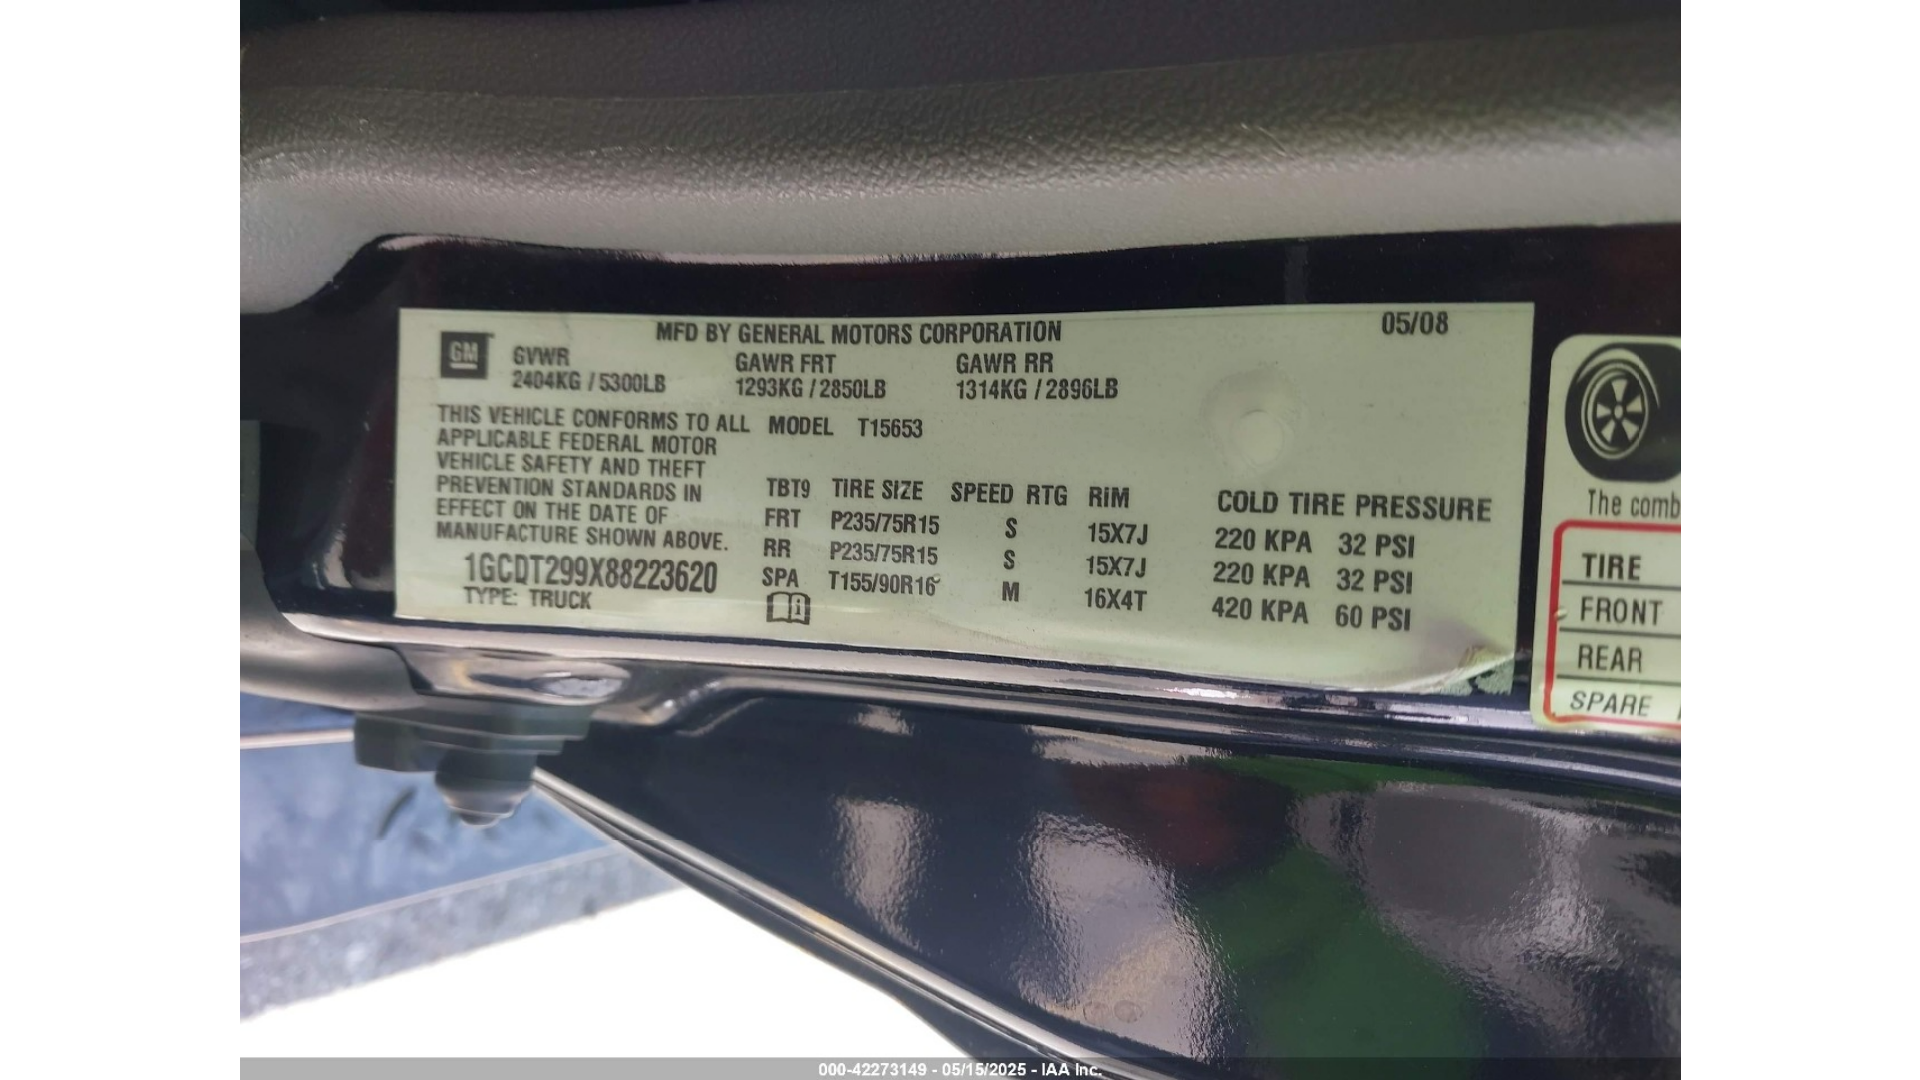 MFD BY GENERAL MOTORS CORPORATION 05/08
GM
GVWR GAWR FRT GAWR RR
2404KG / 5300LB 1293KG / 2850LB 1314KG / 2896LB
THIS VEHICLE CONFORMS TO ALL
APPLICABLE FEDERAL MOTOR
VEHICLE SAFETY AND THEFT
PREVENTION STANDARDS IN
EFFECT ON THE DATE OF
MANUFACTURE SHOWN ABOVE.
1GCDT299X88223620
TYPE: TRUCK
MODEL T15653
TBT9 TIRE SIZE SPEED RTG RiM COLD TIRE PRESSURE
FRT P235/75R15 S 15X7J 220 KPA 32 PSI
RR P235/75R15 S 15X7J 220 KPA 32 PSI
SPA T155/90R16 M 16X4T 420 KPA 60 PSI
The comb
TIRE
FRONT
REAR
SPARE
000-42273149 - 05/15/2025 - IAA Inc.